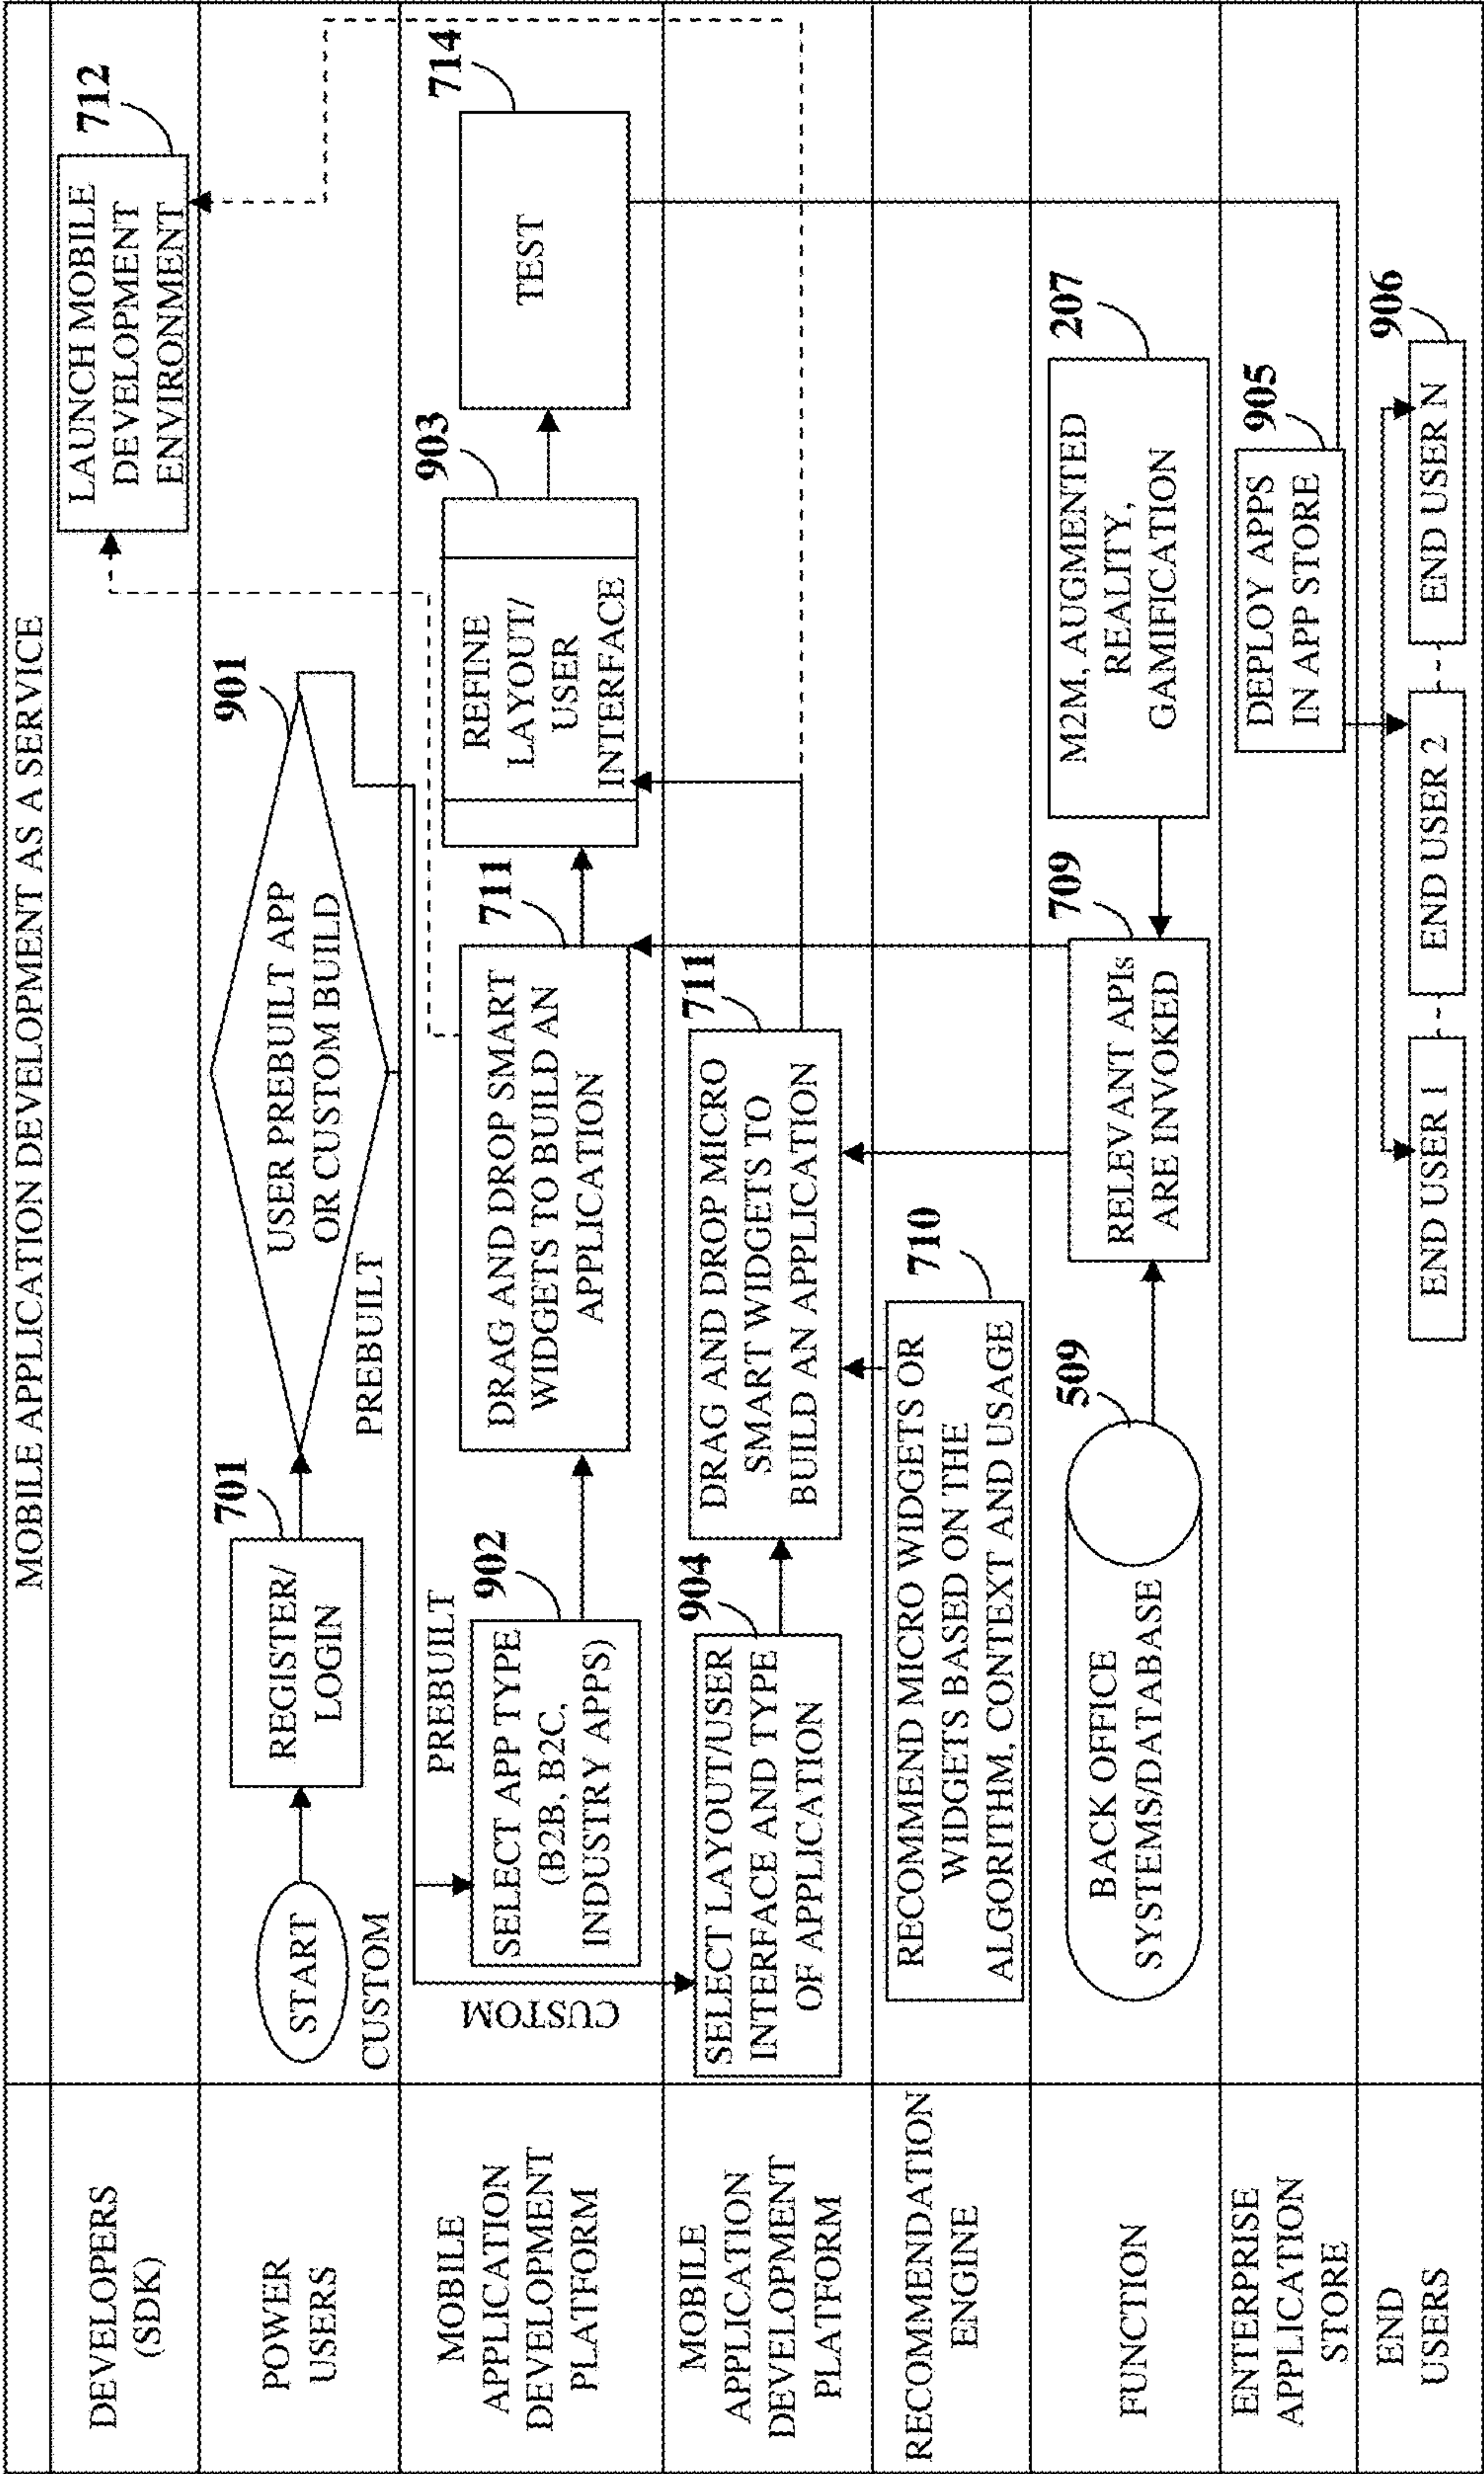 MOBILE APPLICATION DEVELOPMENT AS A SERVICE
DEVELOPERS
(SDK)
LAUNCH MOBILE
DEVELOPMENT
ENVIRONMENT
712
POWER
USERS
START
REGISTER/
LOGIN
701
USER PREBUILT APP
OR CUSTOM BUILD
901
CUSTOM
PREBUILT
MOBILE
APPLICATION
DEVELOPMENT
PLATFORM
PREBUILT
CUSTOM
SELECT APP TYPE
(B2B, B2C,
INDUSTRY APPS)
902
DRAG AND DROP SMART
WIDGETS TO BUILD AN
APPLICATION
711
REFINE
LAYOUT/
USER
INTERFACE
903
TEST
714
MOBILE
APPLICATION
DEVELOPMENT
PLATFORM
SELECT LAYOUT/USER
INTERFACE AND TYPE
OF APPLICATION
904
DRAG AND DROP MICRO
SMART WIDGETS TO
BUILD AN APPLICATION
711
RECOMMENDATION
ENGINE
RECOMMEND MICRO WIDGETS OR
WIDGETS BASED ON THE
ALGORITHM, CONTEXT AND USAGE
710
FUNCTION
BACK OFFICE
SYSTEMS/DATABASE
509
RELEVANT APIs
ARE INVOKED
709
M2M, AUGMENTED
REALITY,
GAMIFICATION
207
ENTERPRISE
APPLICATION
STORE
DEPLOY APPS
IN APP STORE
905
END
USERS
END USER 1
END USER 2
END USER N
906